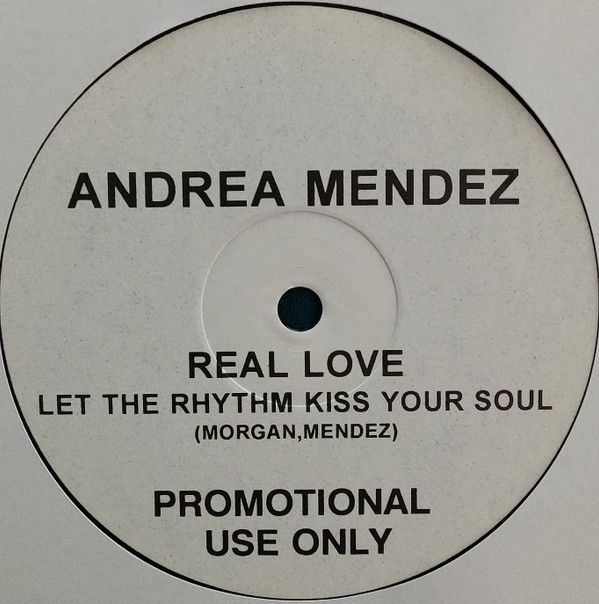 ANDREA MENDEZ
REAL LOVE
LET THE RHYTHM KISS YOUR SOUL
(MORGAN,MENDEZ)
PROMOTIONAL
USE ONLY